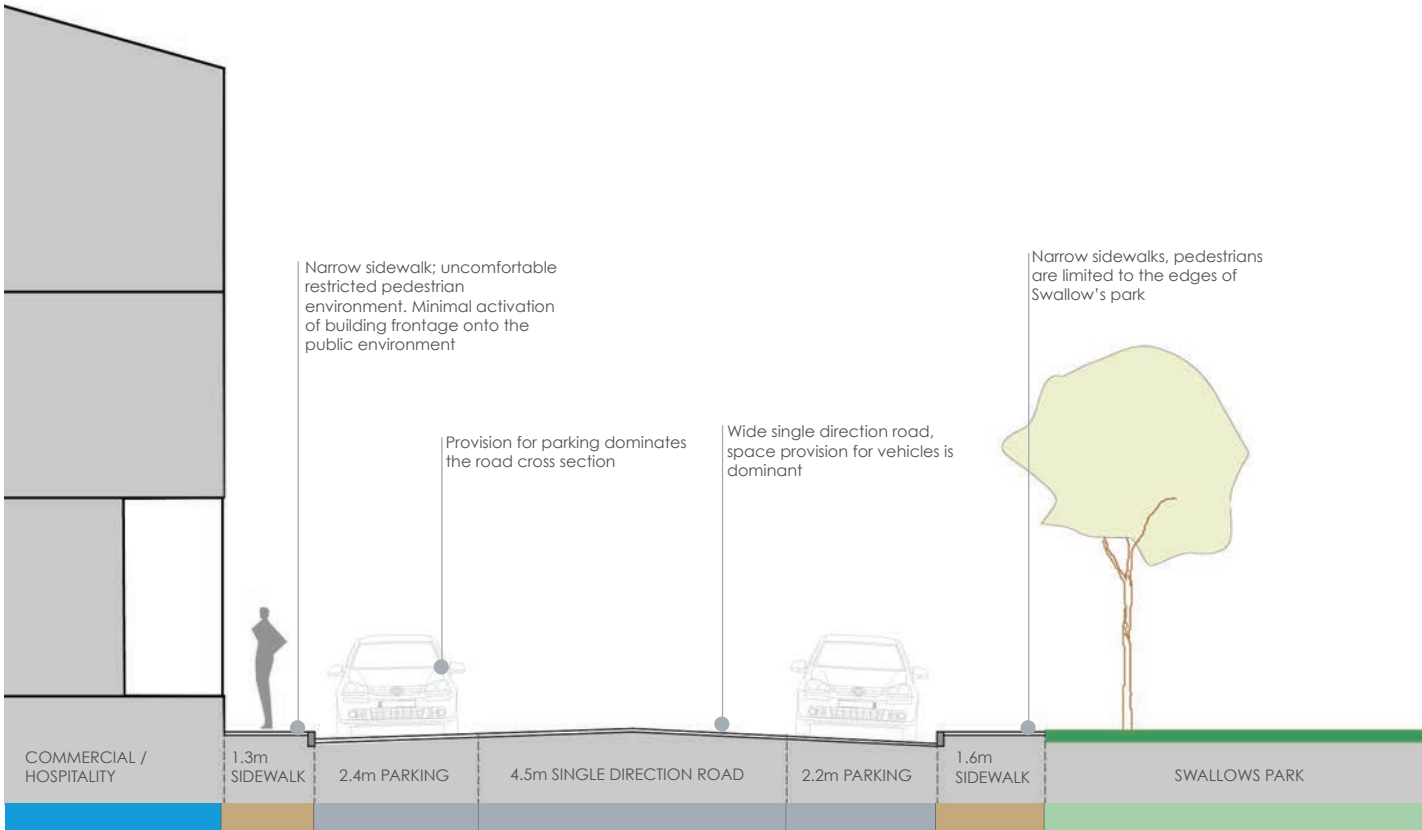 Narrow sidewalk; uncomfortable
restricted pedestrian
environment. Minimal activation
of building frontage onto the
public environment
Narrow sidewalks, pedestrians
are limited to the edges of
Swallow's park
Provision for parking dominates
the road cross section
Wide single direction road,
space provision for vehicles is
dominant
COMMERCIAL /
HOSPITALITY
1.3m
SIDEWALK
2.4m PARKING
4.5m SINGLE DIRECTION ROAD
2.2m PARKING
1.6m
SIDEWALK
SWALLOWS PARK